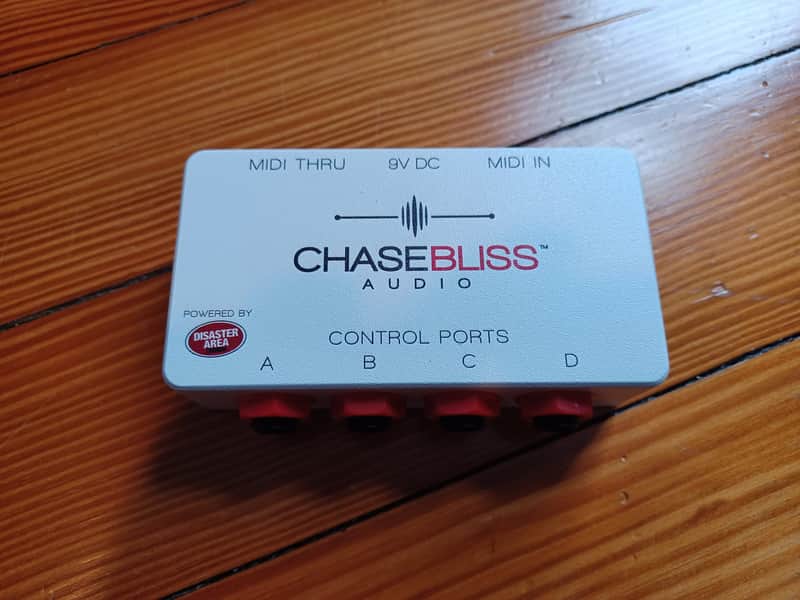 MIDI THRU 9V DC MIDI IN
CHASEBLISS™
AUDIO
POWERED BY
DISASTER
AREA
CONTROL PORTS
A B C D